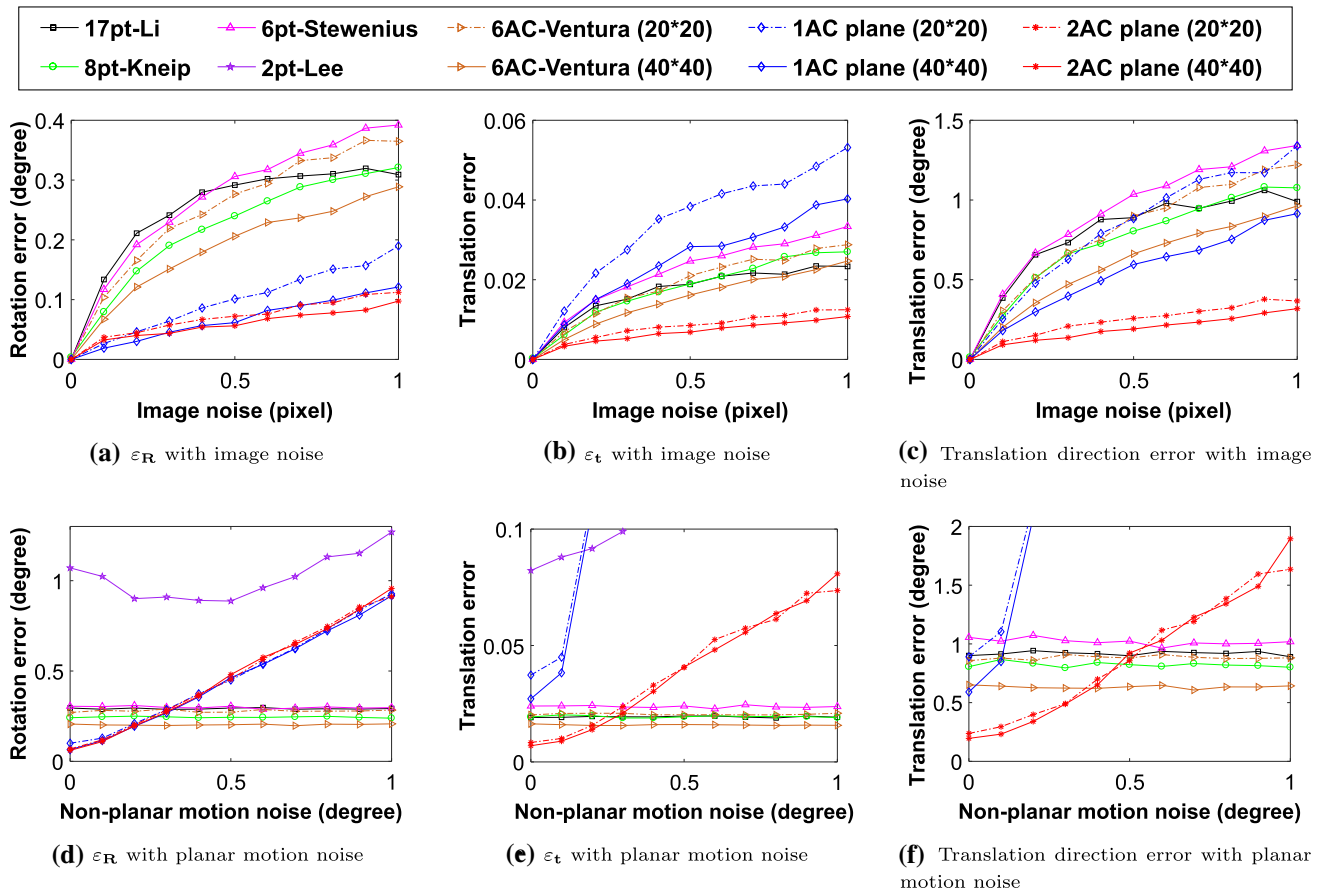 17pt-Li 6pt-Stewenius 6AC-Ventura (20*20) 1AC plane (20*20) 2AC plane (20*20)
8pt-Kneip 2pt-Lee 6AC-Ventura (40*40) 1AC plane (40*40) 2AC plane (40*40)
Rotation error (degree)
0.4
0.3
0.2
0.1
0
0 0.5 1
Image noise (pixel)
(a) εR with image noise
Translation error
0.06
0.04
0.02
0
0 0.5 1
Image noise (pixel)
(b) εt with image noise
Translation error (degree)
1.5
1
0.5
0
0 0.5 1
Image noise (pixel)
(c) Translation direction error with image
noise
Rotation error (degree)
1
0.5
0
0 0.5 1
Non-planar motion noise (degree)
(d) εR with planar motion noise
Translation error
0.1
0.05
0
0 0.5 1
Non-planar motion noise (degree)
(e) εt with planar motion noise
Translation error (degree)
2
1.5
1
0.5
0
0 0.5 1
Non-planar motion noise (degree)
(f) Translation direction error with planar
motion noise